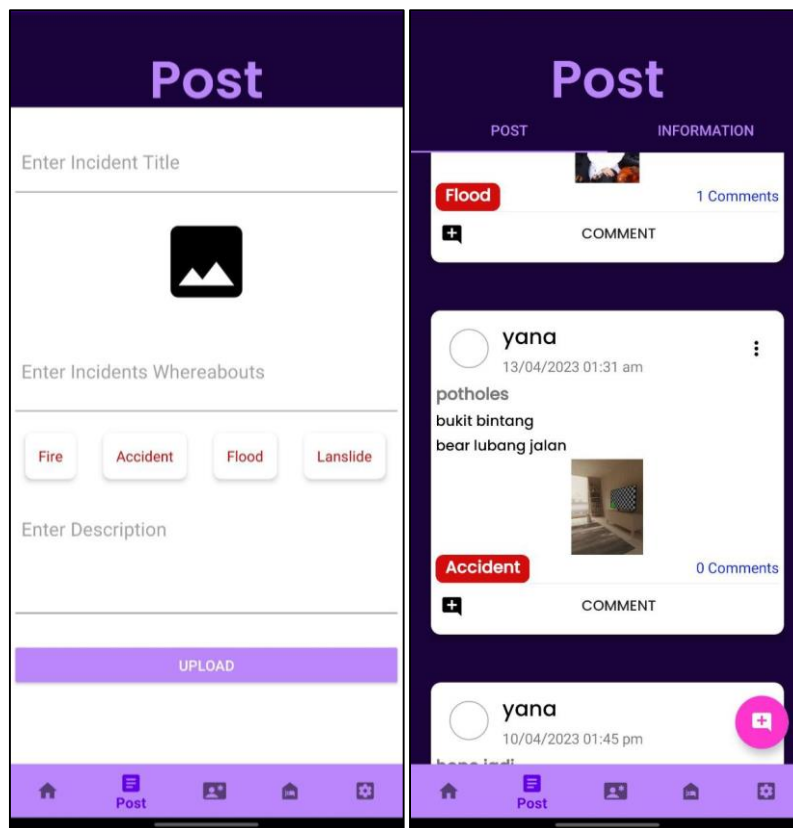 Post
Enter Incident Title
Enter Incidents Whereabouts
Fire Accident Flood Lanslide
Enter Description
UPLOAD
Post
Post
POST INFORMATION
Flood 1 Comments
COMMENT
yana
13/04/2023 01:31 am
potholes
bukit bintang
bear lubang jalan
Accident 0 Comments
COMMENT
yana
10/04/2023 01:45 pm
Post